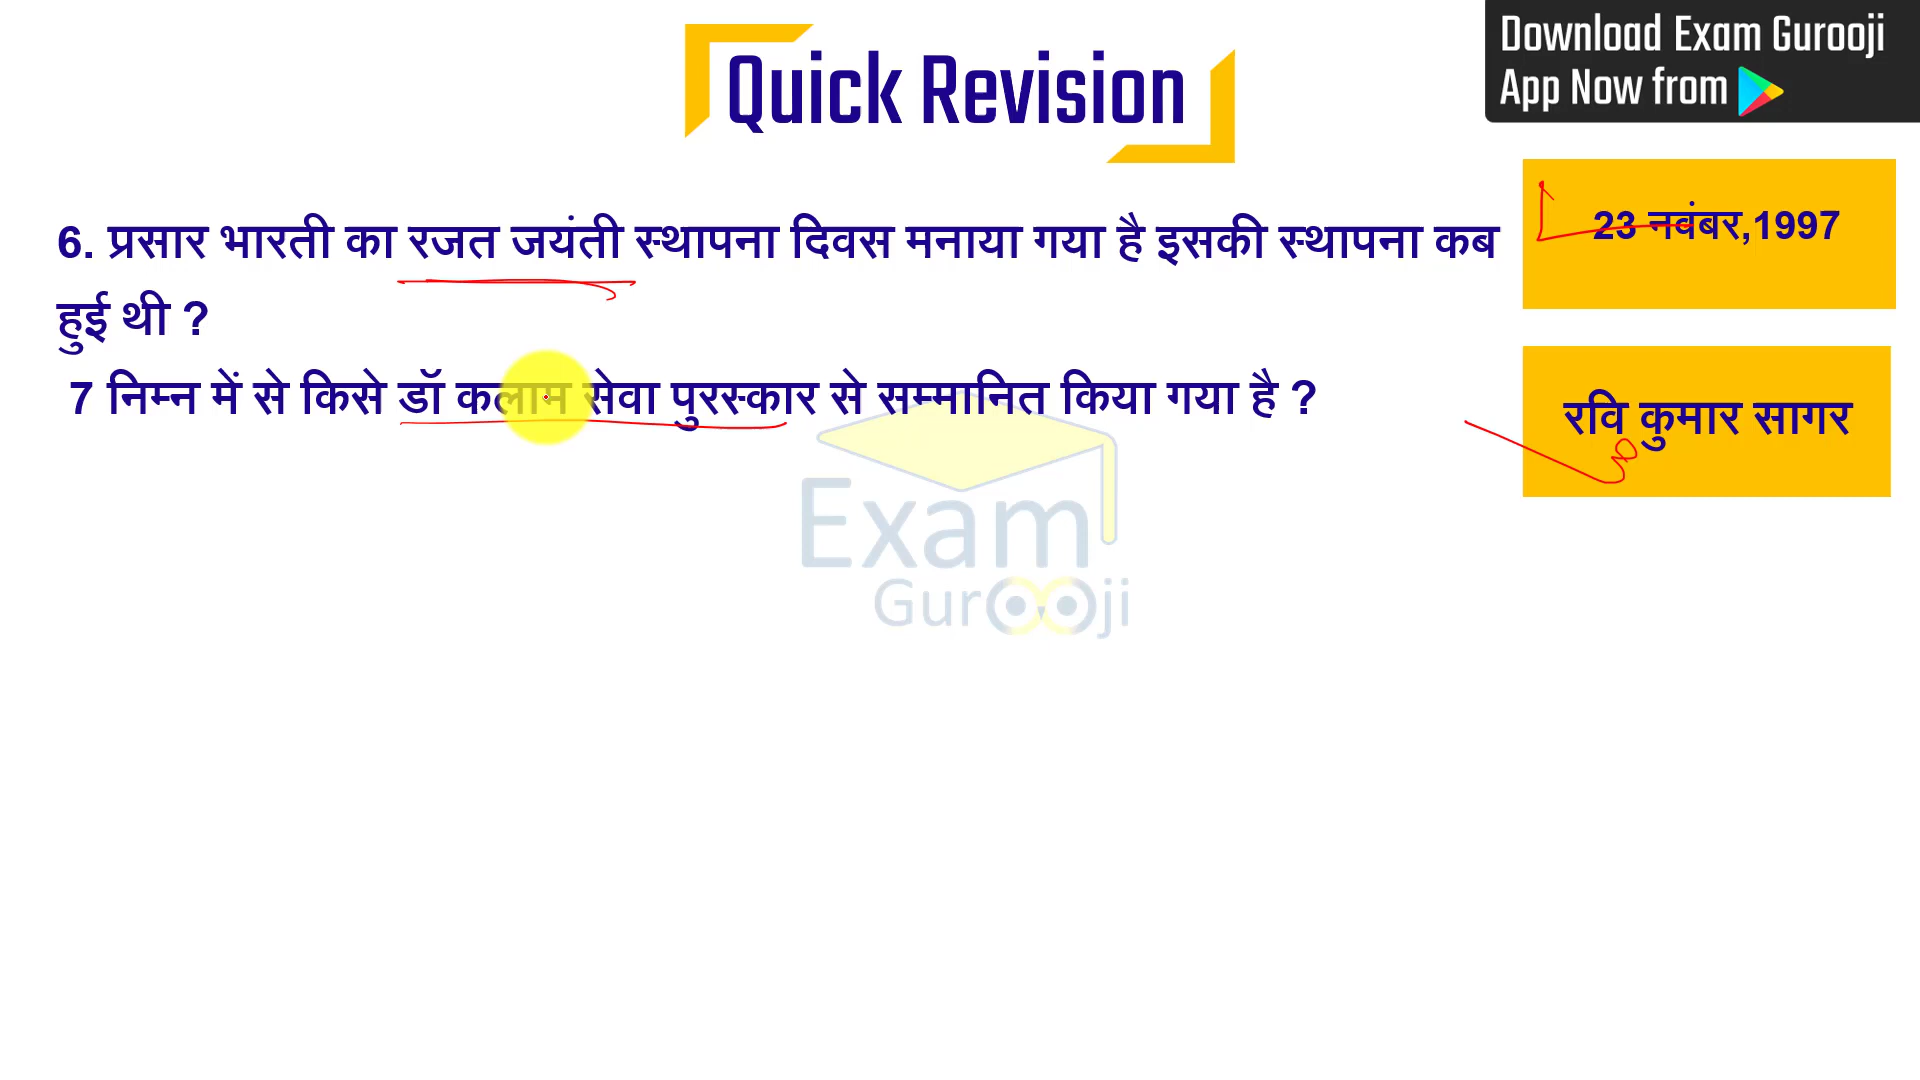 Quick Revision
Download Exam Gurooji
App Now from
6. प्रसार भारती का रजत जयंती स्थापना दिवस मनाया गया है इसकी स्थापना कब
हुई थी ?
23 नवंबर,1997
7 निम्न में से किसे डॉ कलाम सेवा पुरस्कार से सम्मानित किया गया है ?
रवि कुमार सागर
Exam
Gurooji